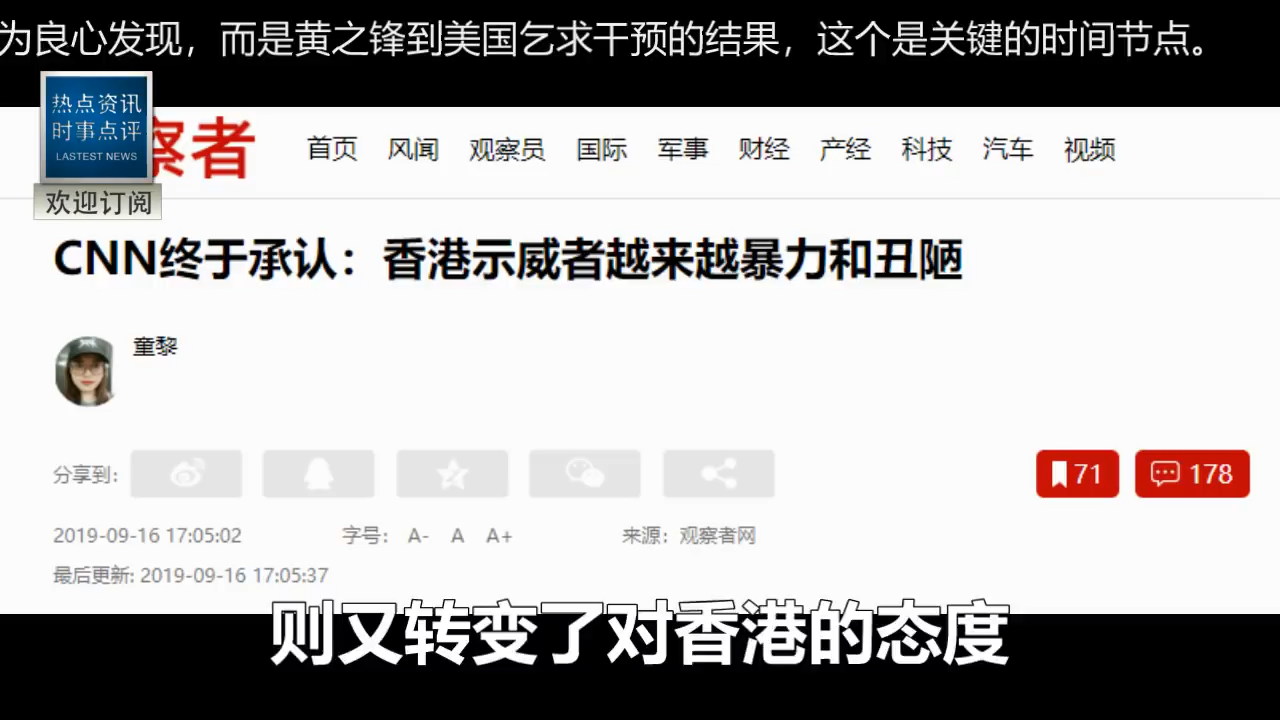 为良心发现，而是黄之锋到美国乞求干预的结果，这个是关键的时间节点。
热点资讯
时事点评
LASTEST NEWS
欢迎订阅
察者
首页 风闻 观察员 国际 军事 财经 产经 科技 汽车 视频
CNN终于承认：香港示威者越来越暴力和丑陋
童黎
分享到：
71
178
2019-09-16 17:05:02 字号： A- A A+ 来源：观察者网
最后更新: 2019-09-16 17:05:37
则又转变了对香港的态度